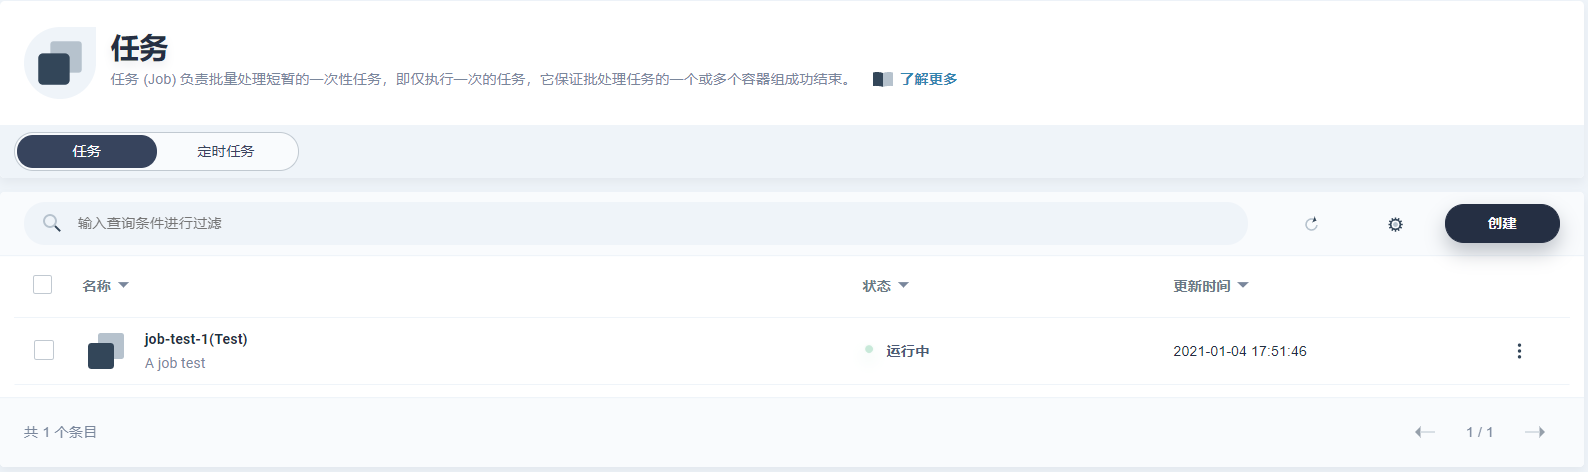 任务
任务 (Job) 负责批量处理短暂的一次性任务，即仅执行一次的任务，它保证批处理任务的一个或多个容器组成功结束。 了解更多
任务 定时任务
输入查询条件进行过滤 创建
名称 状态 更新时间
job-test-1(Test)
A job test
运行中 2021-01-04 17:51:46
共 1 个条目 1 / 1